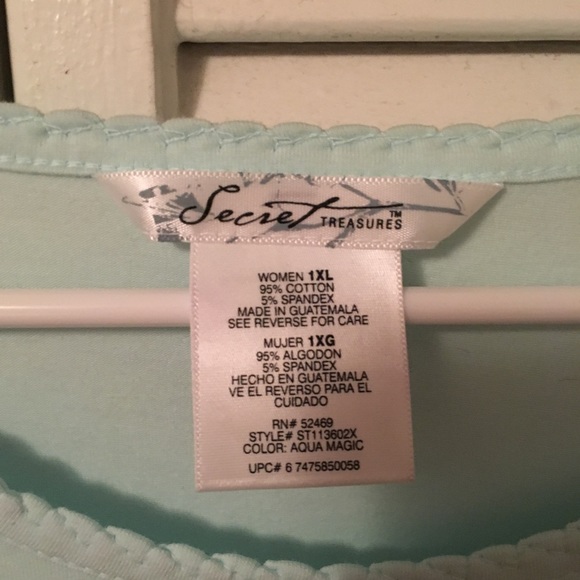 Secret TREASURES™
WOMEN 1XL
95% COTTON
5% SPANDEX
MADE IN GUATEMALA
SEE REVERSE FOR CARE
MUJER 1XG
95% ALGODON
5% SPANDEX
HECHO EN GUATEMALA
VE EL REVERSO PARA EL
CUIDADO
RN# 52469
STYLE# ST113602X
COLOR: AQUA MAGIC
UPC# 6 7475850058